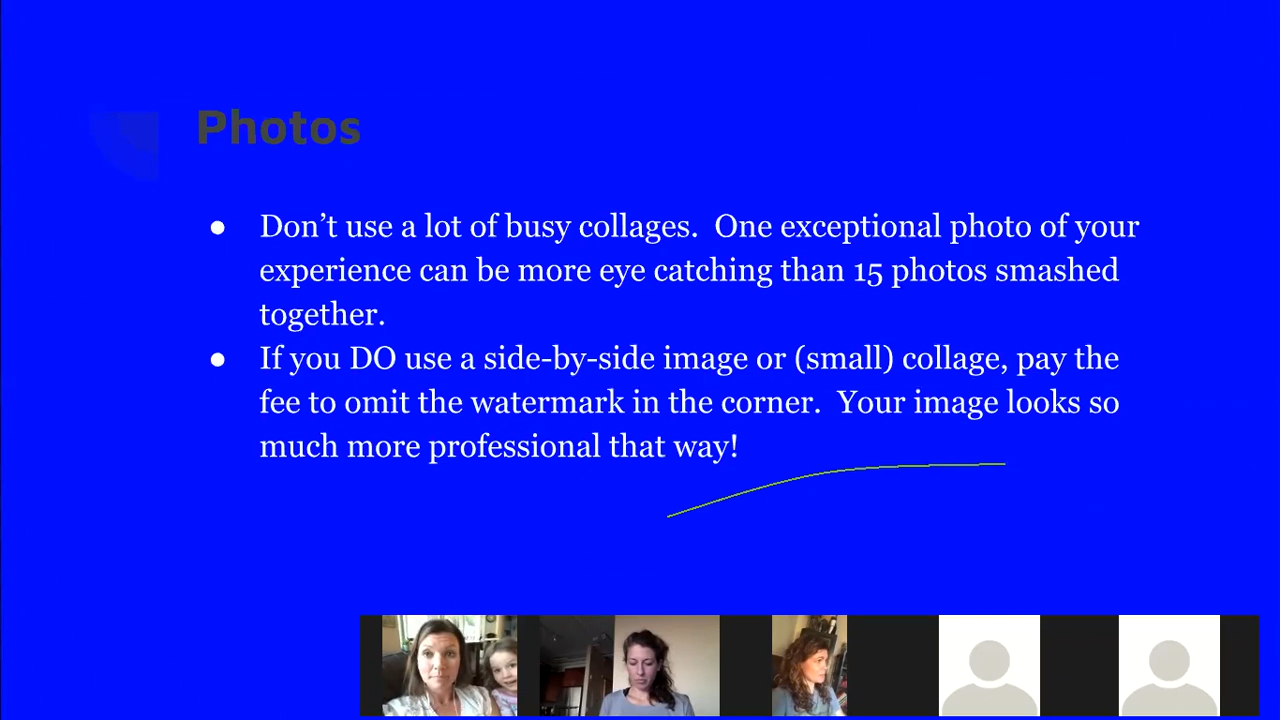 Photos
● Don’t use a lot of busy collages.  One exceptional photo of your
experience can be more eye catching than 15 photos smashed
together.
● If you DO use a side-by-side image or (small) collage, pay the
fee to omit the watermark in the corner.  Your image looks so
much more professional that way!